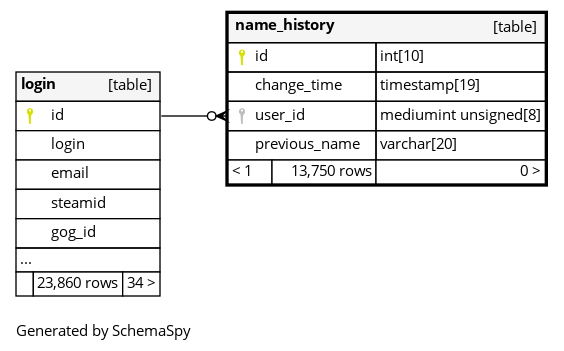 name_history [table]
id int[10]
change_time timestamp[19]
user_id mediumint unsigned[8]
previous_name varchar[20]
< 1 13,750 rows 0 >
login [table]
id
login
email
steamid
gog_id
...
23,860 rows 34 >
Generated by SchemaSpy